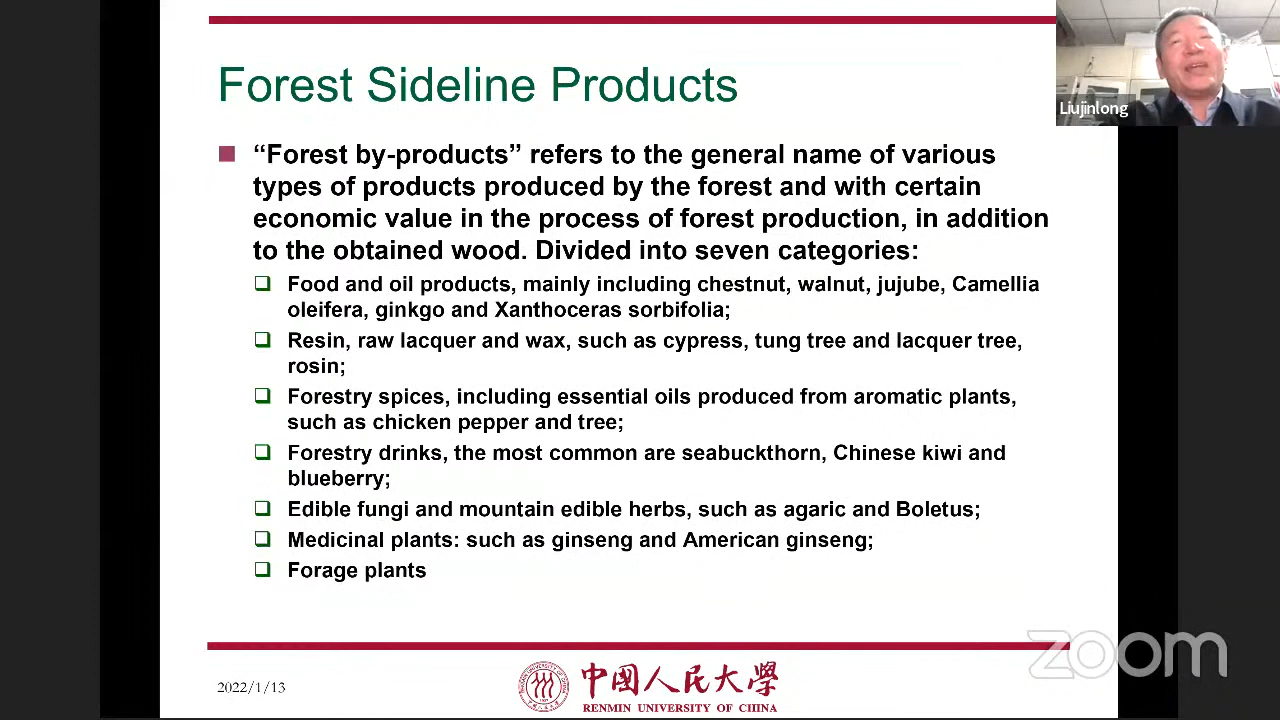 Forest Sideline Products
Liujinlong
“Forest by-products” refers to the general name of various
types of products produced by the forest and with certain
economic value in the process of forest production, in addition
to the obtained wood. Divided into seven categories:
Food and oil products, mainly including chestnut, walnut, jujube, Camellia
oleifera, ginkgo and Xanthoceras sorbifolia;
Resin, raw lacquer and wax, such as cypress, tung tree and lacquer tree,
rosin;
Forestry spices, including essential oils produced from aromatic plants,
such as chicken pepper and tree;
Forestry drinks, the most common are seabuckthorn, Chinese kiwi and
blueberry;
Edible fungi and mountain edible herbs, such as agaric and Boletus;
Medicinal plants: such as ginseng and American ginseng;
Forage plants
zoom
2022/1/13
中國人民大學
RENMIN UNIVERSITY OF CHINA